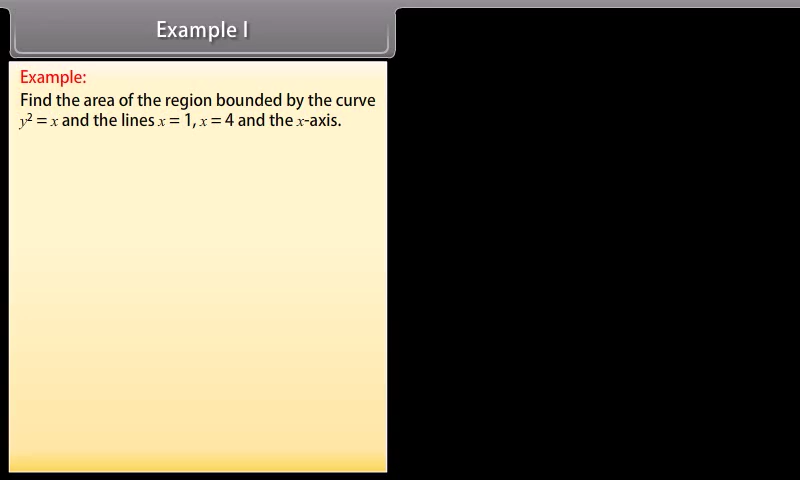 Example I
Example:
Find the area of the region bounded by the curve
y² = x and the lines x = 1, x = 4 and the x-axis.